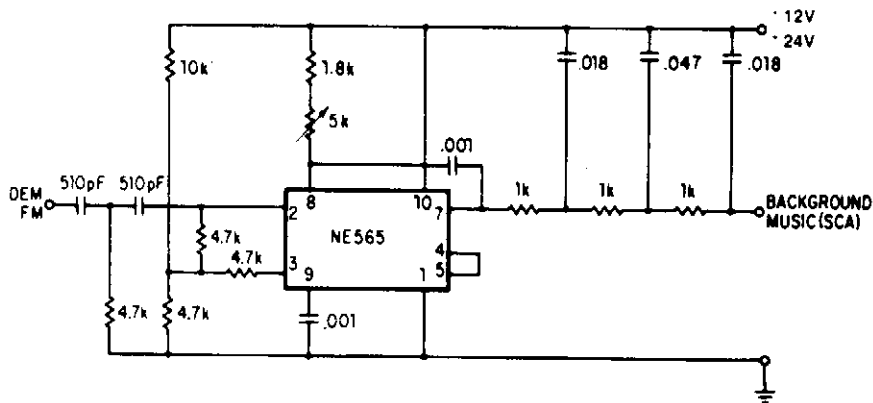 12V
24V
10k
1.8k
.018
.047
.018
5k
.001
510pF
510pF
1k
1k
1k
DEM
FM
8
10
7
BACKGROUND
MUSIC(SCA)
2
4.7k
NE565
4
5
4.7k
3
9
1
4.7k
4.7k
.001